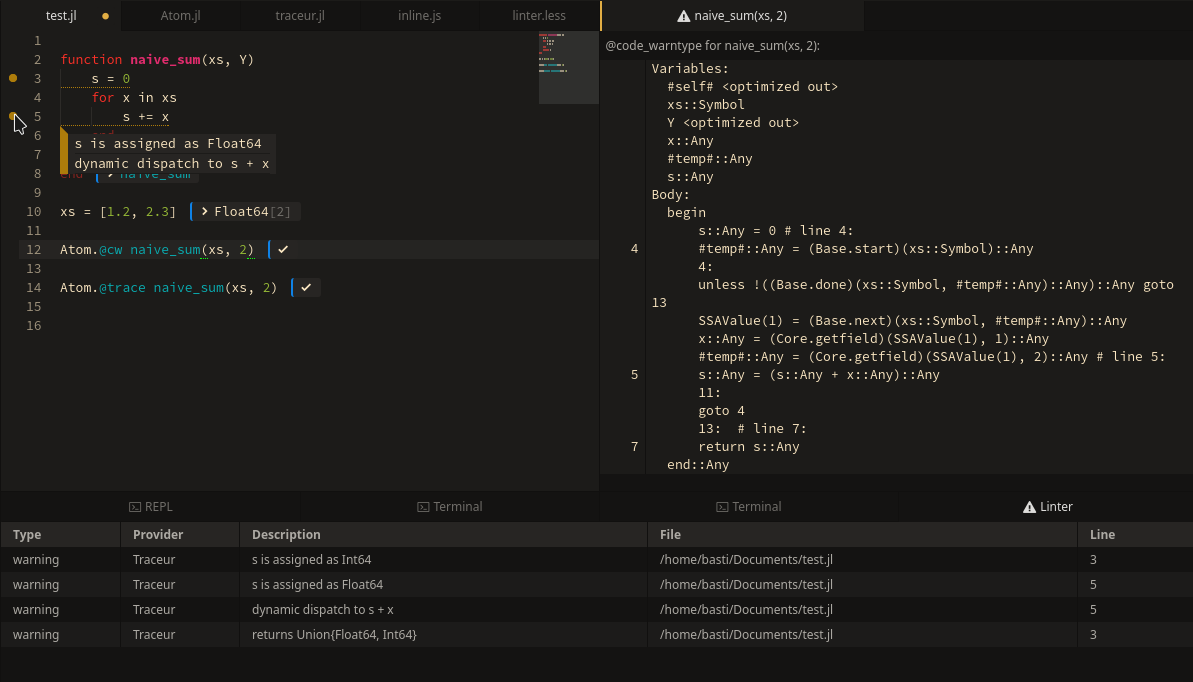 test.jl
Atom.jl
traceur.jl
inline.js
linter.less
naive_sum(xs, 2)
1
2 function naive_sum(xs, Y)
3 s = 0
4 for x in xs
5 s += x
6 end
s is assigned as Float64
7
dynamic dispatch to s + x
8 end naive_sum
9
10 xs = [1.2, 2.3] Float64[2]
11
12 Atom.@cw naive_sum(xs, 2)
13
14 Atom.@trace naive_sum(xs, 2)
15
16
@code_warntype for naive_sum(xs, 2):
Variables:
#self# <optimized out>
xs::Symbol
Y <optimized out>
x::Any
#temp#::Any
s::Any
Body:
begin
s::Any = 0 # line 4:
4 #temp#::Any = (Base.start)(xs::Symbol)::Any
4:
unless !((Base.done)(xs::Symbol, #temp#::Any)::Any)::Any goto
13
SSAValue(1) = (Base.next)(xs::Symbol, #temp#::Any)::Any
x::Any = (Core.getfield)(SSAValue(1), 1)::Any
#temp#::Any = (Core.getfield)(SSAValue(1), 2)::Any # line 5:
5 s::Any = (s::Any + x::Any)::Any
11:
goto 4
13: # line 7:
7 return s::Any
end::Any
REPL
Terminal
Terminal
Linter
Type Provider Description File Line
warning Traceur s is assigned as Int64 /home/basti/Documents/test.jl 3
warning Traceur s is assigned as Float64 /home/basti/Documents/test.jl 5
warning Traceur dynamic dispatch to s + x /home/basti/Documents/test.jl 5
warning Traceur returns Union{Float64, Int64} /home/basti/Documents/test.jl 3